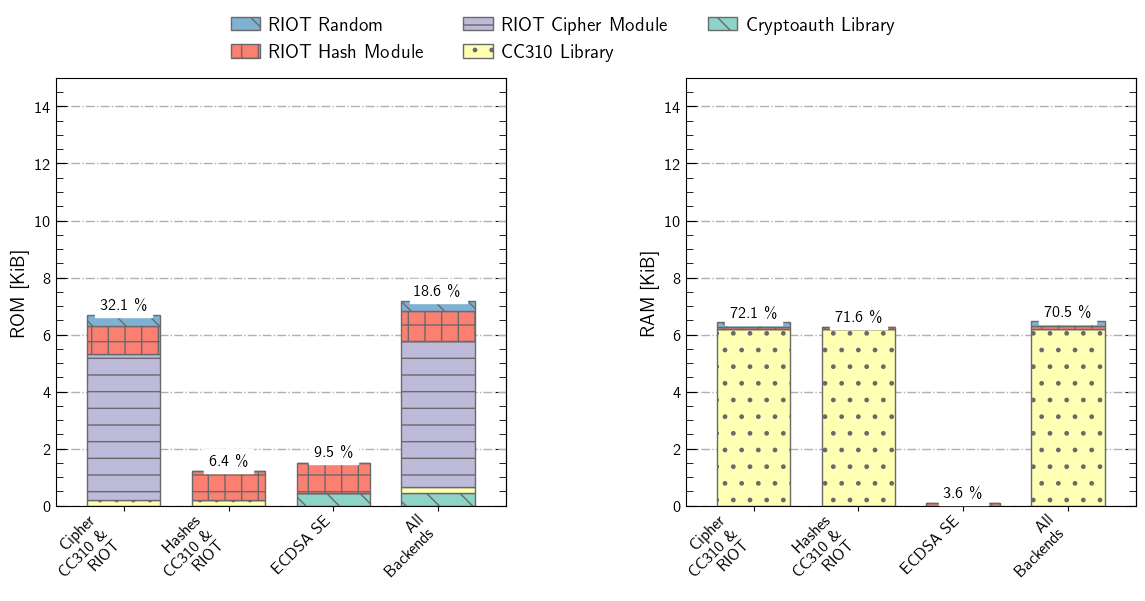 RIOT Random
RIOT Hash Module
RIOT Cipher Module
CC310 Library
Cryptoauth Library
ROM [KiB]
14
12
10
8
6
4
2
0
32.1 %
6.4 %
9.5 %
18.6 %
Cipher
CC310 &
RIOT
Hashes
CC310 &
RIOT
ECDSA SE
All
Backends
RAM [KiB]
14
12
10
8
6
4
2
0
72.1 %
71.6 %
3.6 %
70.5 %
Cipher
CC310 &
RIOT
Hashes
CC310 &
RIOT
ECDSA SE
All
Backends